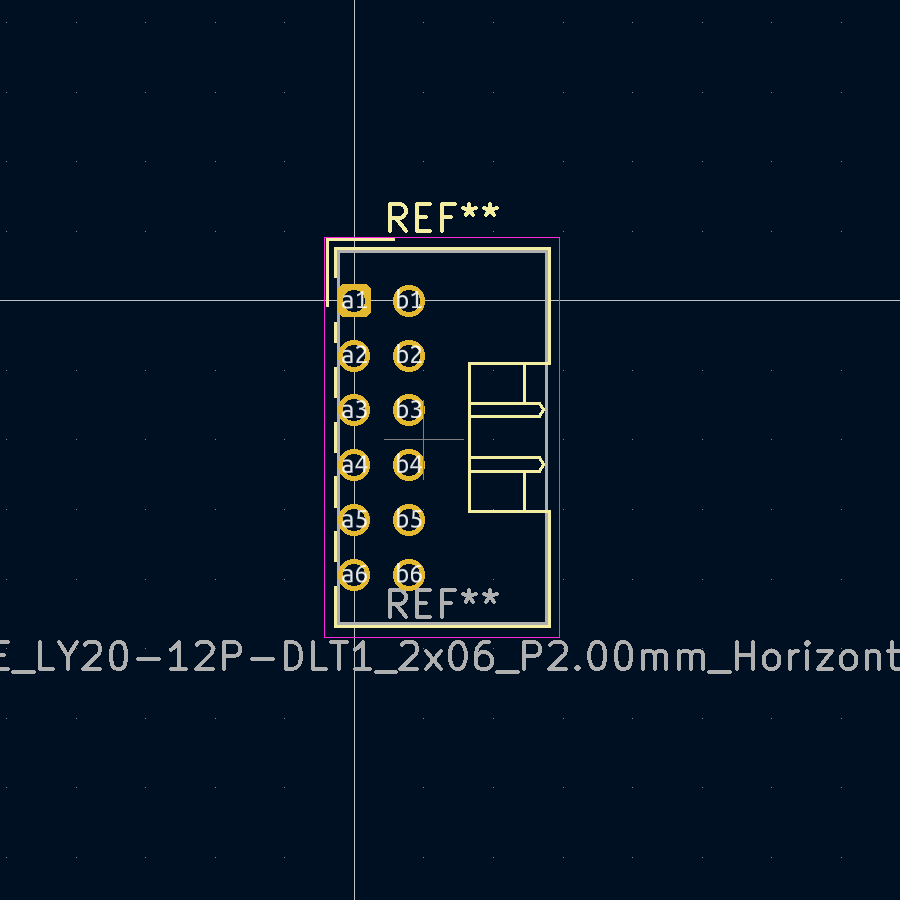 REF**
a1 b1
a2 b2
a3 b3
a4 b4
a5 b5
a6 b6
REF**
E_LY20-12P-DLT1_2x06_P2.00mm_Horizont